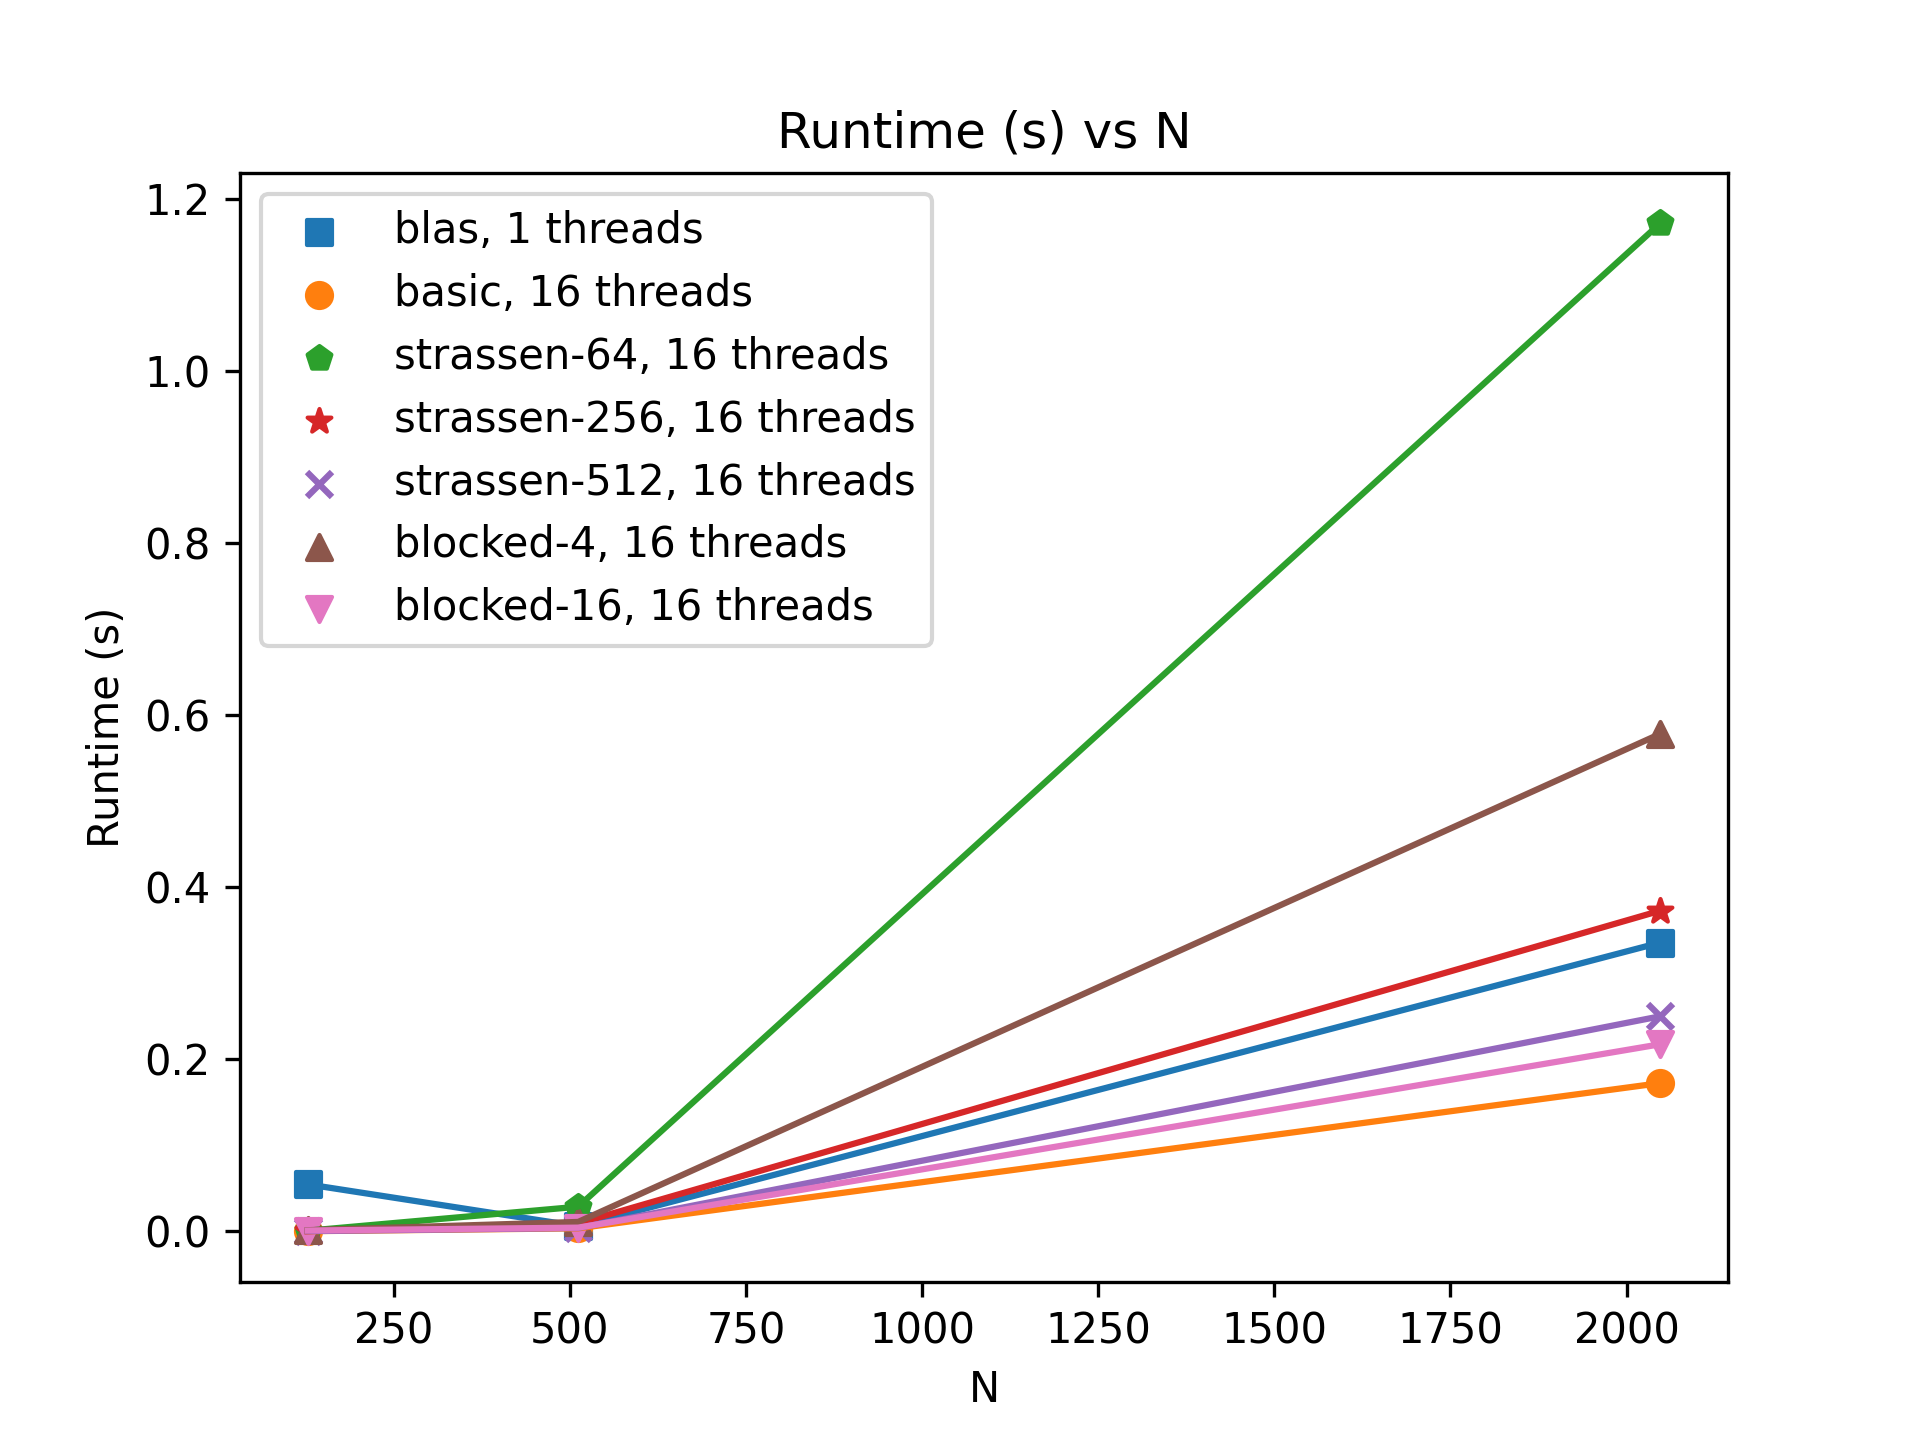 Runtime (s) vs N
1.2
1.0
0.8
0.6
0.4
0.2
0.0
Runtime (s)
blas, 1 threads
basic, 16 threads
strassen-64, 16 threads
strassen-256, 16 threads
strassen-512, 16 threads
blocked-4, 16 threads
blocked-16, 16 threads
250 500 750 1000 1250 1500 1750 2000
N